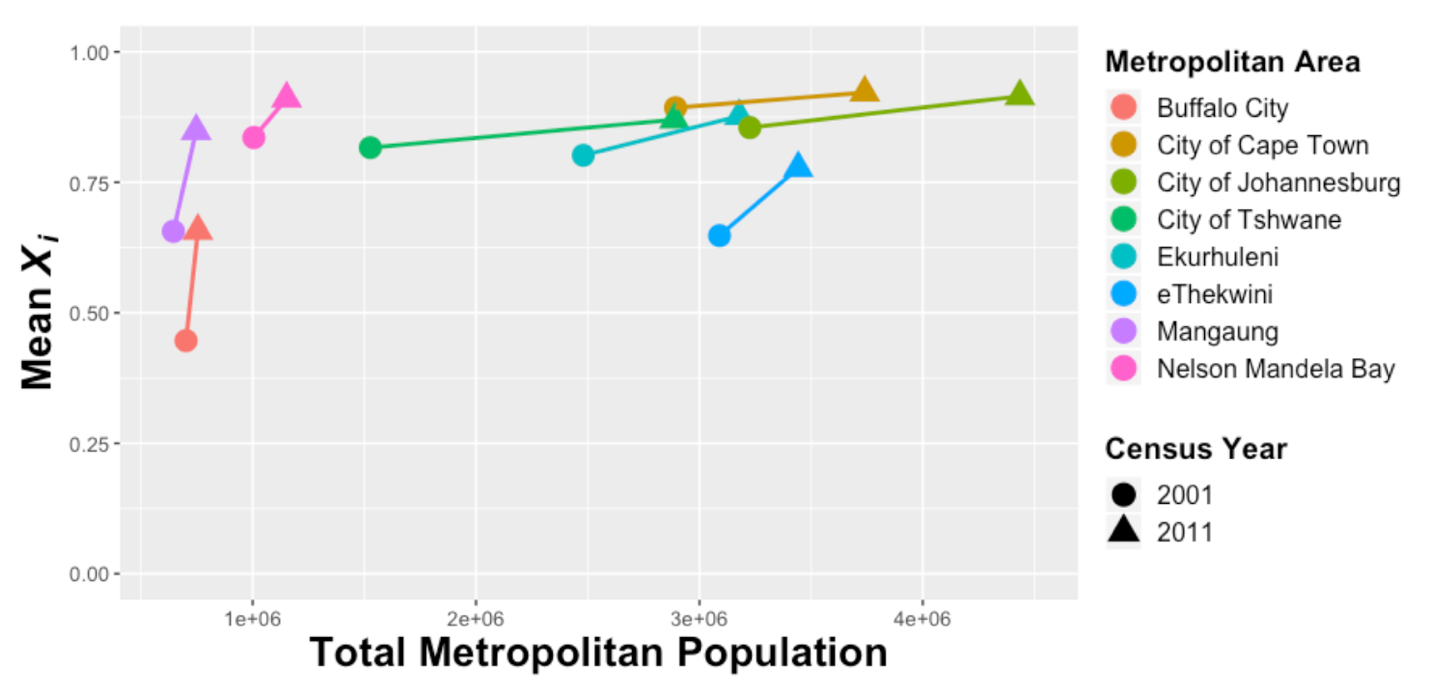 1.00
0.75
0.50
0.25
0.00
Mean X i
1e+06 2e+06 3e+06 4e+06
Total Metropolitan Population
Metropolitan Area
Buffalo City
City of Cape Town
City of Johannesburg
City of Tshwane
Ekurhuleni
eThekwini
Mangaung
Nelson Mandela Bay
Census Year
2001
2011